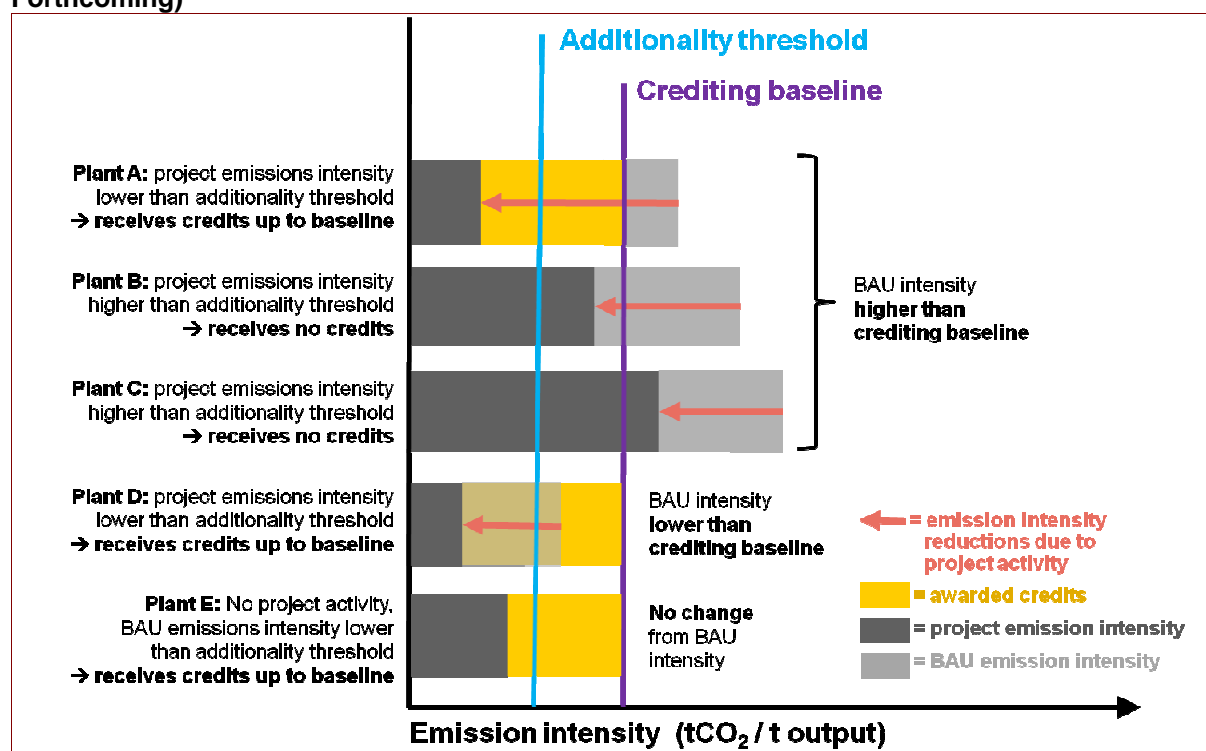 Forthcoming)
Additionality threshold
Crediting baseline
Plant A: project emissions intensity
lower than additionality threshold
→ receives credits up to baseline
Plant B: project emissions intensity
higher than additionality threshold
→ receives no credits
BAU intensity
higher than
crediting baseline
Plant C: project emissions intensity
higher than additionality threshold
→ receives no credits
Plant D: project emissions intensity
lower than additionality threshold
→ receives credits up to baseline
BAU intensity
lower than
crediting baseline
Plant E: No project activity,
BAU emissions intensity lower
than additionality threshold
→ receives credits up to baseline
No change
from BAU
intensity
= emission intensity
reductions due to
project activity
= awarded credits
= project emission intensity
= BAU emission intensity
Emission intensity (tCO₂ / t output)